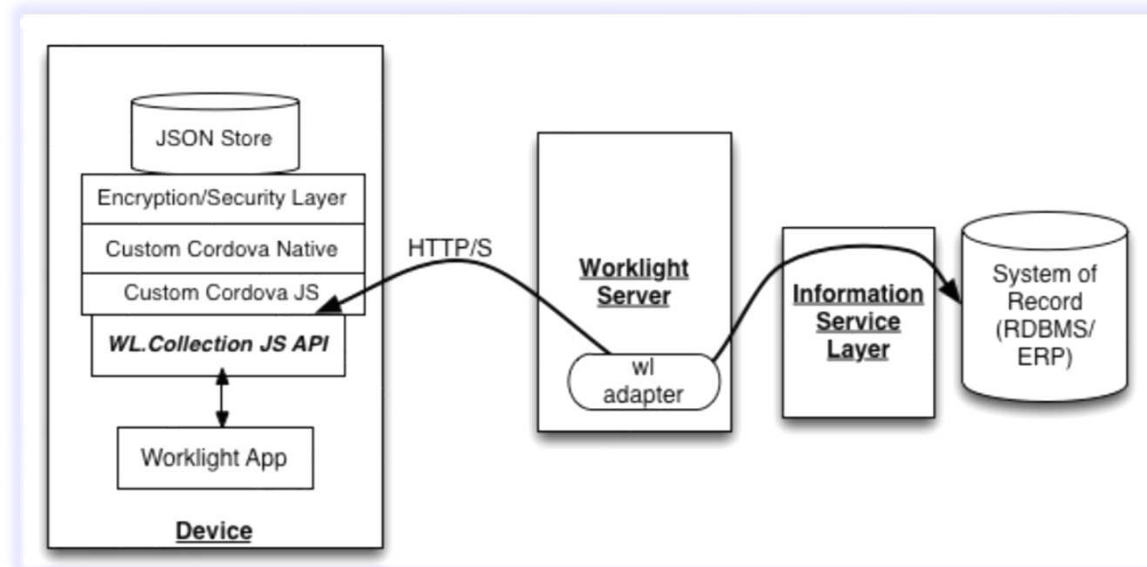 JSON Store
Encryption/Security Layer
Custom Cordova Native
Custom Cordova JS
WL.Collection JS API
Worklight App
Device
HTTP/S
Worklight
Server
wl
adapter
Information
Service
Layer
System of
Record
(RDBMS/
ERP)